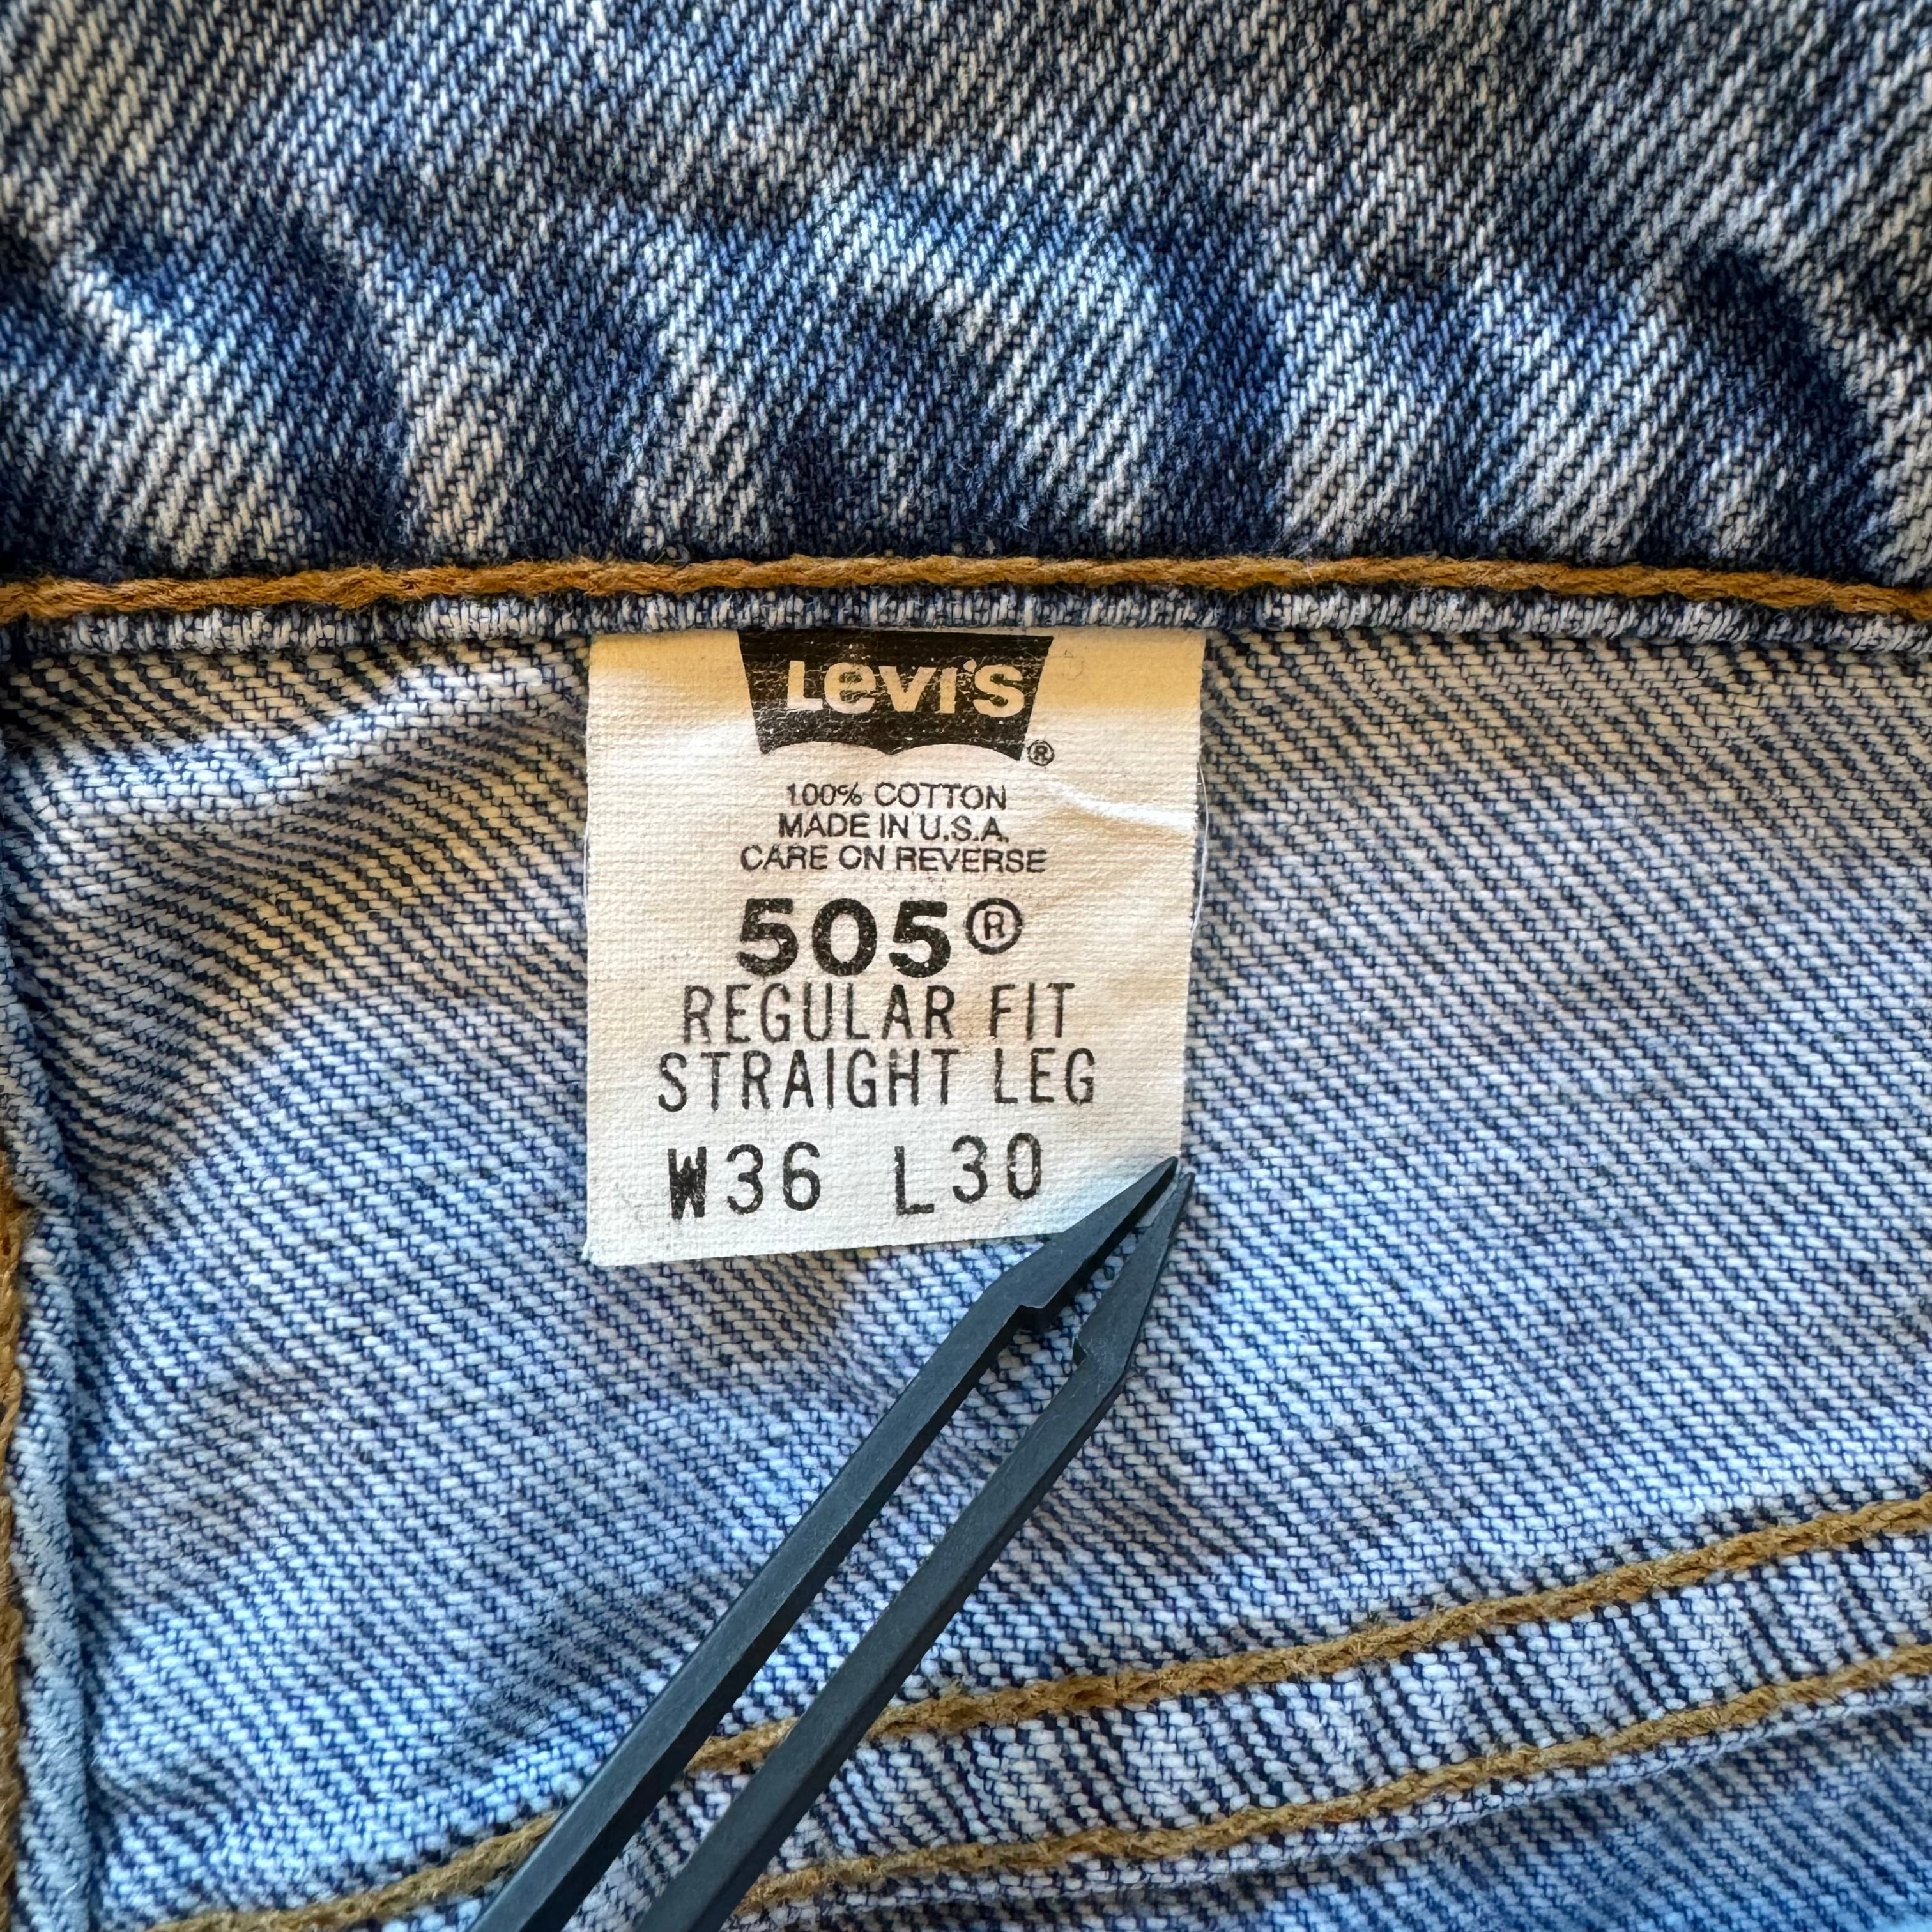 Levi's
®
100% COTTON
MADE IN U.S.A.
CARE ON REVERSE
505®
REGULAR FIT
STRAIGHT LEG
W36 L30